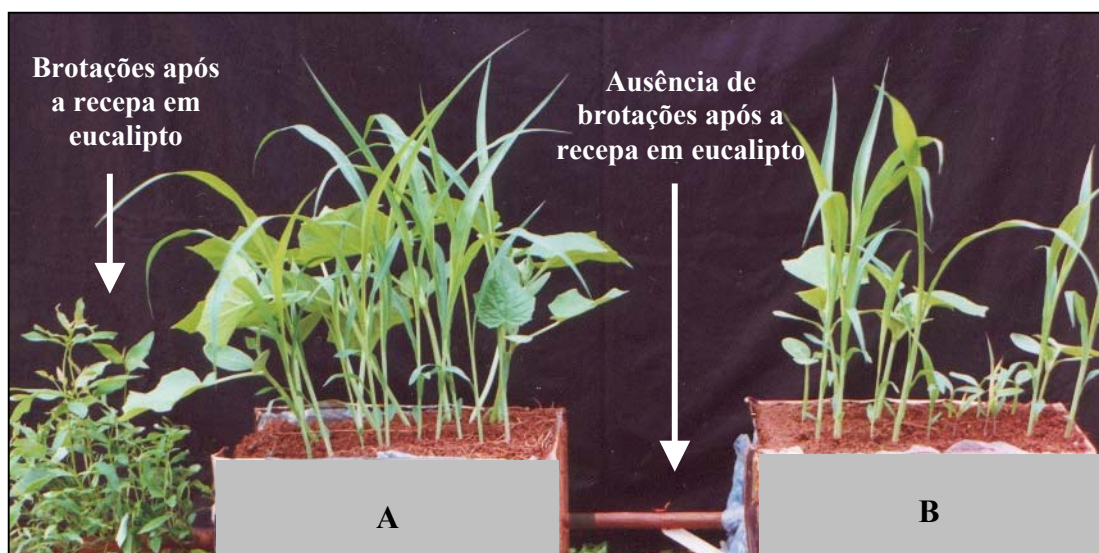 Brotações após
a recepa em
eucalipto
Ausência de
brotações após a
recepa em eucalipto
A
B